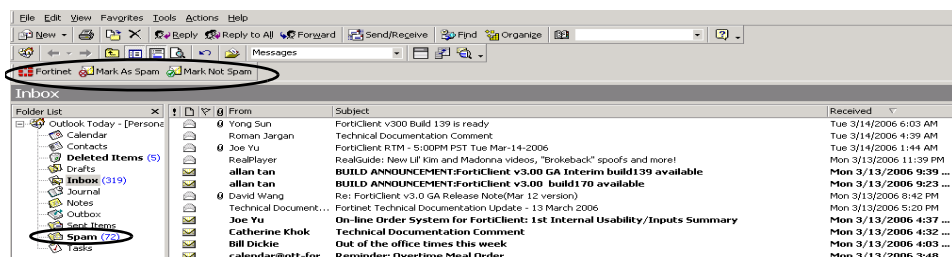 File Edit View Favorites Tools Actions Help
New Reply Reply to All Forward Send/Receive Find Organize
Messages
Fortinet Mark As Spam Mark Not Spam
Inbox
Folder List From Subject Received
Outlook Today - [Persona Yong Sun FortiClient v300 Build 139 is ready Tue 3/14/2006 6:03 AM
Calendar Roman Jargan Technical Documentation Comment Tue 3/14/2006 4:39 AM
Contacts Joe Yu FortiClient RTM - 5:00PM PST Tue Mar-14-2006 Tue 3/14/2006 1:44 AM
Deleted Items (5) RealPlayer RealGuide: New Lil' Kim and Madonna videos, "Brokeback" spoofs and more! Mon 3/13/2006 11:39 PM
Drafts allan tan BUILD ANNOUNCEMENT:FortiClient v3.00 GA Interim build139 available Mon 3/13/2006 9:39 ...
Inbox (319) allan tan BUILD ANNOUNCEMENT:FortiClient v3.00 build170 available Mon 3/13/2006 9:23 ...
Journal David Wang Re: FortiClient v3.0 GA Release Note(Mar 12 version) Mon 3/13/2006 8:42 PM
Notes Technical Document... Fortinet Technical Documentation Update - 13 March 2006 Mon 3/13/2006 5:20 PM
Outbox Joe Yu On-line Order System for FortiClient: 1st Internal Usability/Inputs Summary Mon 3/13/2006 4:37 ...
Sent Items Catherine Khok Technical Documentation Comment Mon 3/13/2006 4:32 ...
Spam (72) Bill Dickie Out of the office times this week Mon 3/13/2006 4:03 ...
Tasks calendar@ott-for... Reminder: Overtime Meal Order Mon 3/13/2006 3:48 ...